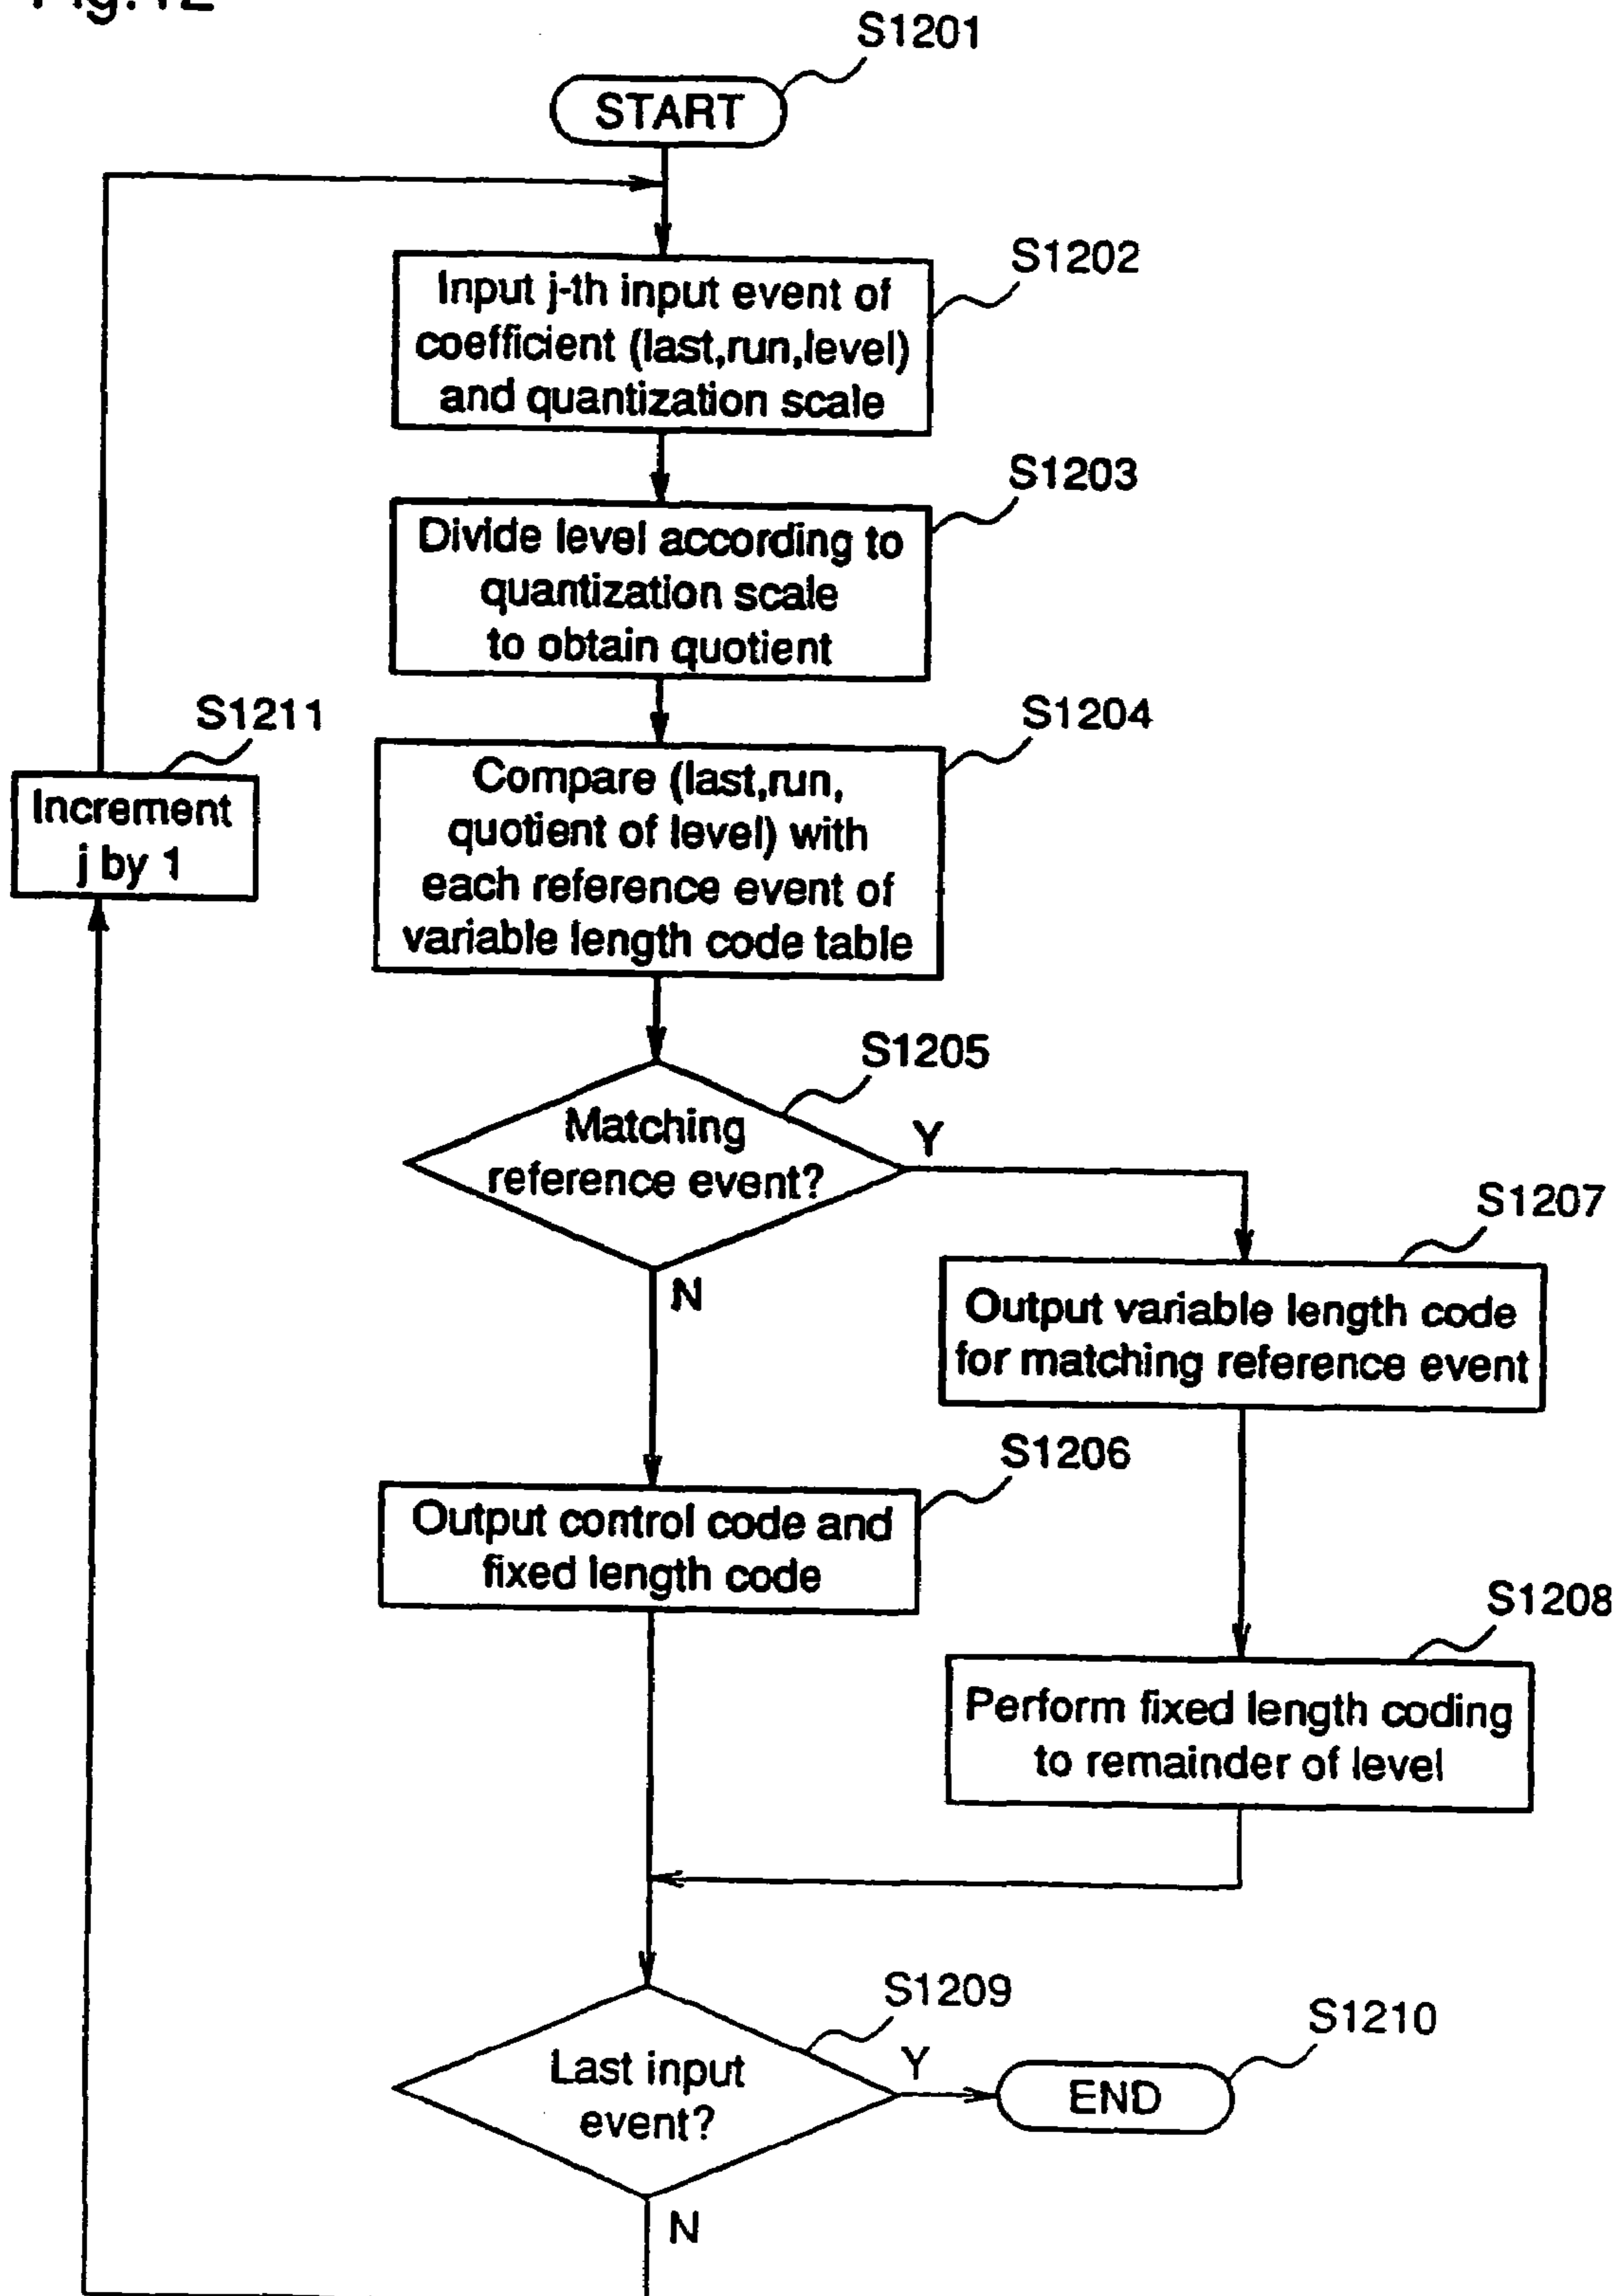 Fig.12
S1201
START
S1202
Input j-th input event of
coefficient (last,run,level)
and quantization scale
S1203
Divide level according to
quantization scale
to obtain quotient
S1211
Increment
j by 1
S1204
Compare (last,run,
quotient of level) with
each reference event of
variable length code table
S1205
Matching
reference event?
Y
N
S1207
Output variable length code
for matching reference event
S1206
Output control code and
fixed length code
S1208
Perform fixed length coding
to remainder of level
S1209
Last input
event?
Y
S1210
END
N